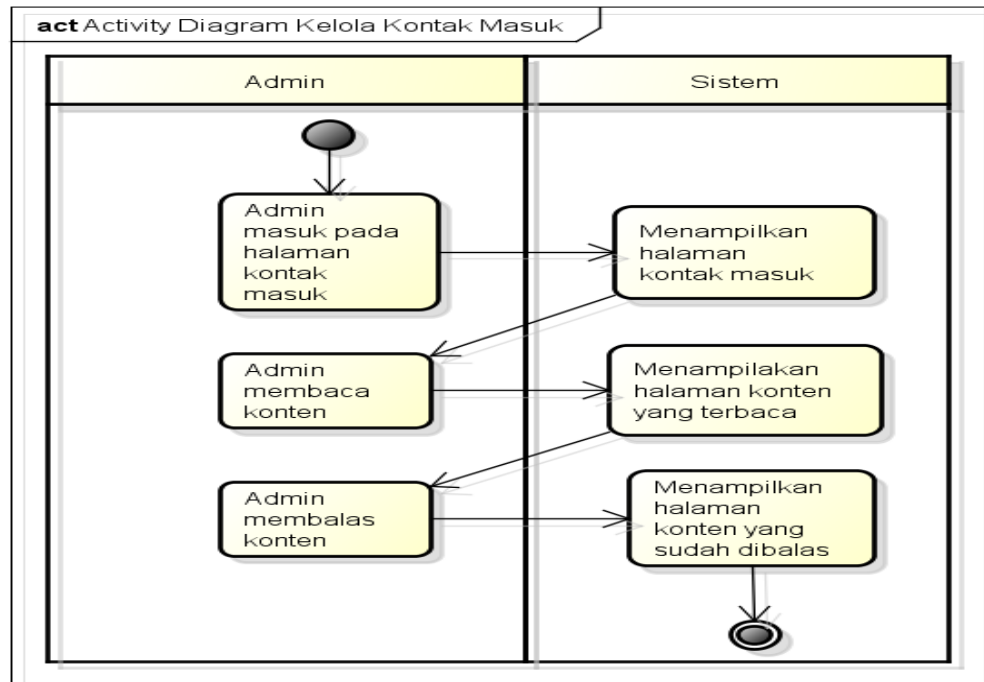 act Activity Diagram Kelola Kontak Masuk
Admin
Sistem
Admin
masuk pada
halaman
kontak
masuk
Menampilkan
halaman
kontak masuk
Admin
membaca
konten
Menampilakan
halaman konten
yang terbaca
Admin
membalas
konten
Menampilkan
halaman
konten yang
sudah dibalas